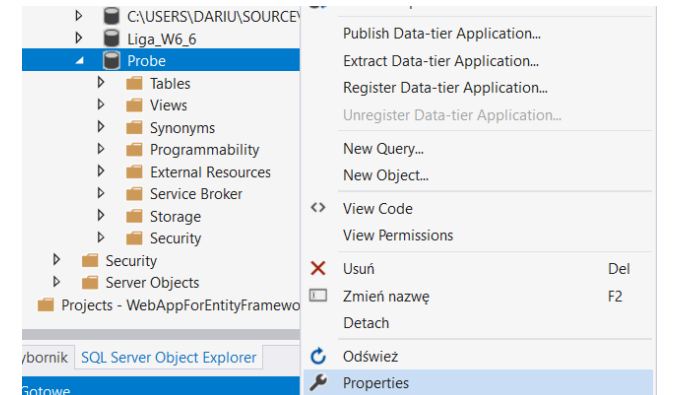 C:\USERS\DARIU\SOURCE\
Liga_W6_6
Probe
Tables
Views
Synonyms
Programmability
External Resources
Service Broker
Storage
Security
Security
Server Objects
Projects - WebAppForEntityFramewo
ybornik SQL Server Object Explorer
Gotowe
Publish Data-tier Application...
Extract Data-tier Application...
Register Data-tier Application...
Unregister Data-tier Application...
New Query...
New Object...
View Code
View Permissions
Usuń Del
Zmień nazwę F2
Detach
Odśwież
Properties